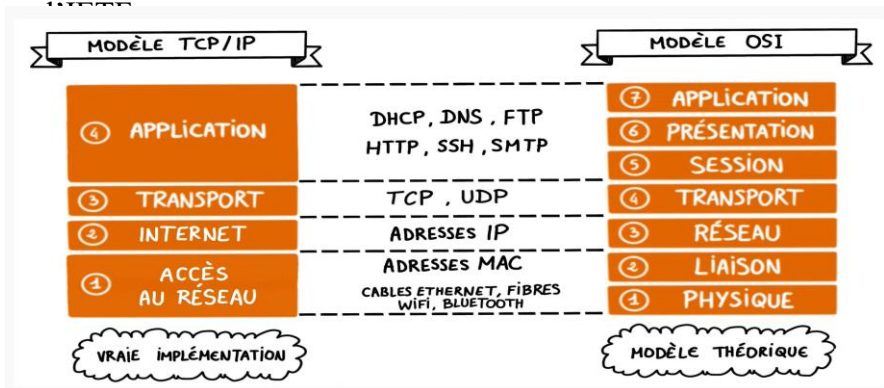 MODÈLE TCP/IP
④ APPLICATION
③ TRANSPORT
② INTERNET
① ACCÈS
AU RÉSEAU
VRAIE IMPLÉMENTATION
DHCP, DNS, FTP
HTTP, SSH, SMTP
TCP, UDP
ADRESSES IP
ADRESSES MAC
CABLES ETHERNET, FIBRES
WIFI, BLUETOOTH
MODÈLE OSI
⑦ APPLICATION
⑥ PRÉSENTATION
⑤ SESSION
④ TRANSPORT
③ RÉSEAU
② LIAISON
① PHYSIQUE
MODÈLE THÉORIQUE